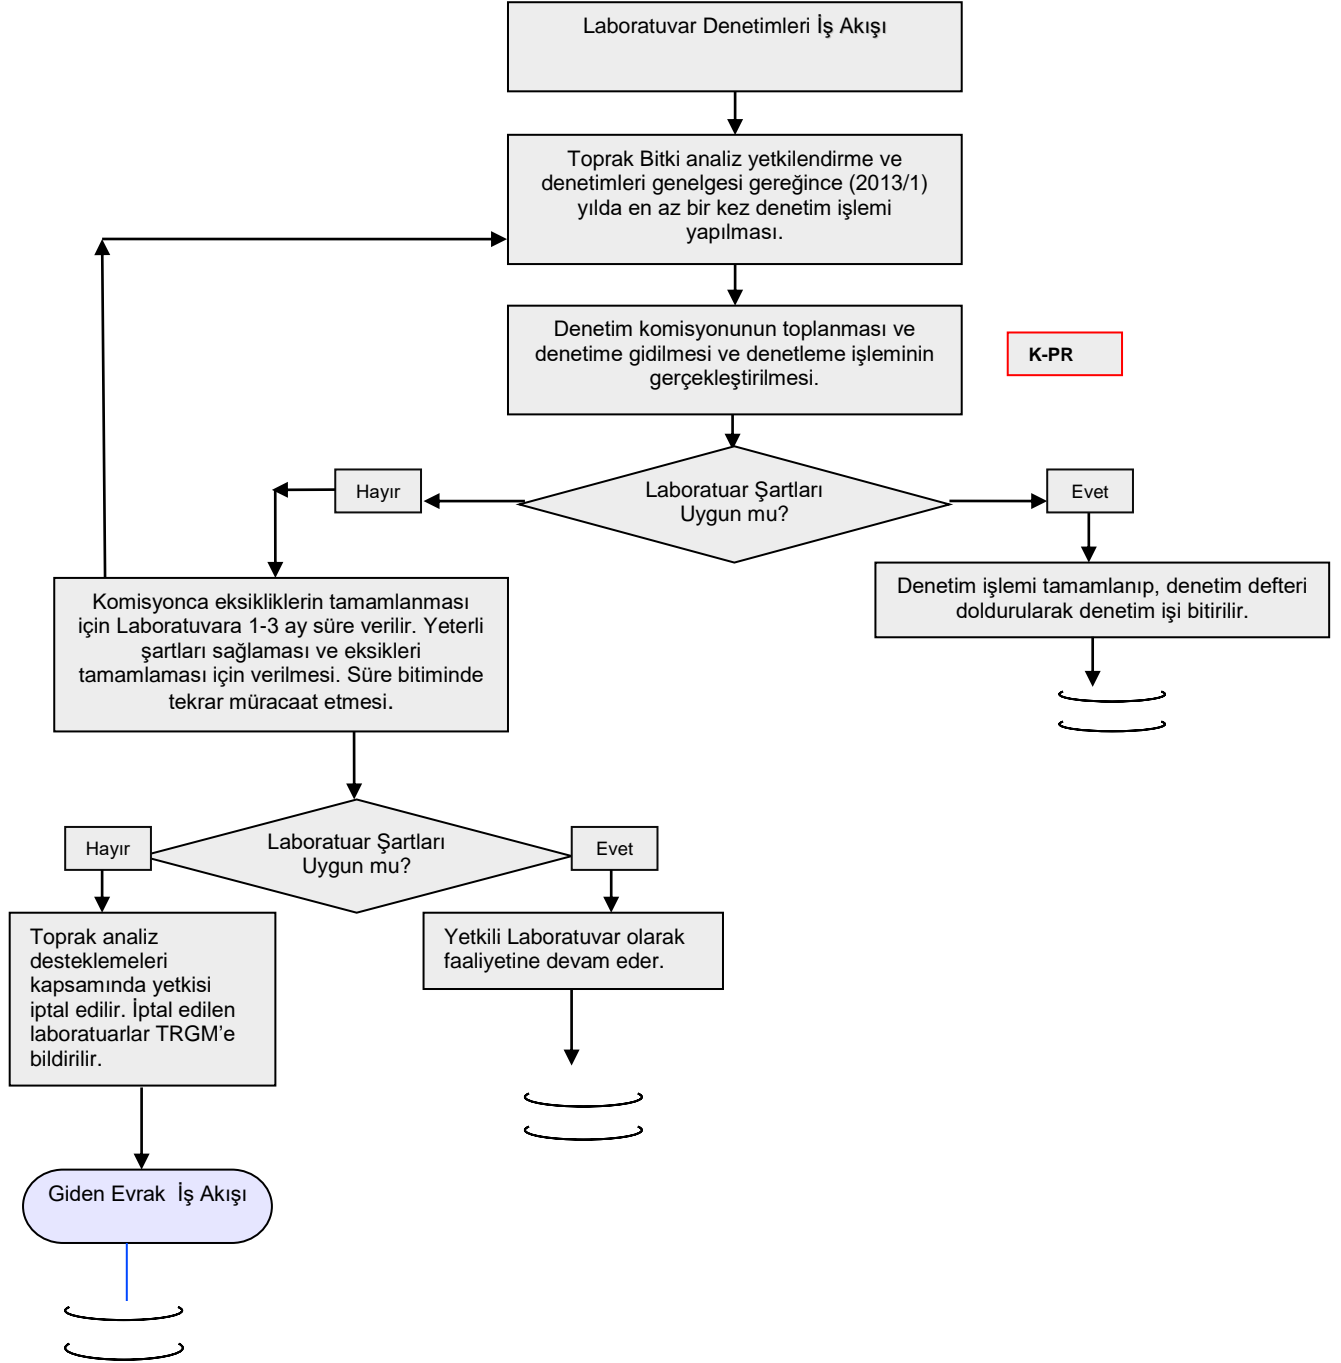 Laboratuvar Denetimleri İş Akışı
Toprak Bitki analiz yetkilendirme ve
denetimleri genelgesi gereğince (2013/1)
yılda en az bir kez denetim işlemi
yapılması.
Denetim komisyonunun toplanması ve
denetime gidilmesi ve denetleme işleminin
gerçekleştirilmesi.
K-PR
Hayır
Laboratuar Şartları
Uygun mu?
Evet
Komisyonca eksikliklerin tamamlanması
için Laboratuvara 1-3 ay süre verilir. Yeterli
şartları sağlaması ve eksikleri
tamamlaması için verilmesi. Süre bitiminde
tekrar müracaat etmesi.
Denetim işlemi tamamlanıp, denetim defteri
doldurularak denetim işi bitirilir.
Hayır
Laboratuar Şartları
Uygun mu?
Evet
Toprak analiz
desteklemeleri
kapsamında yetkisi
iptal edilir. İptal edilen
laboratuarlar TRGM’e
bildirilir.
Yetkili Laboratuvar olarak
faaliyetine devam eder.
Giden Evrak  İş Akışı